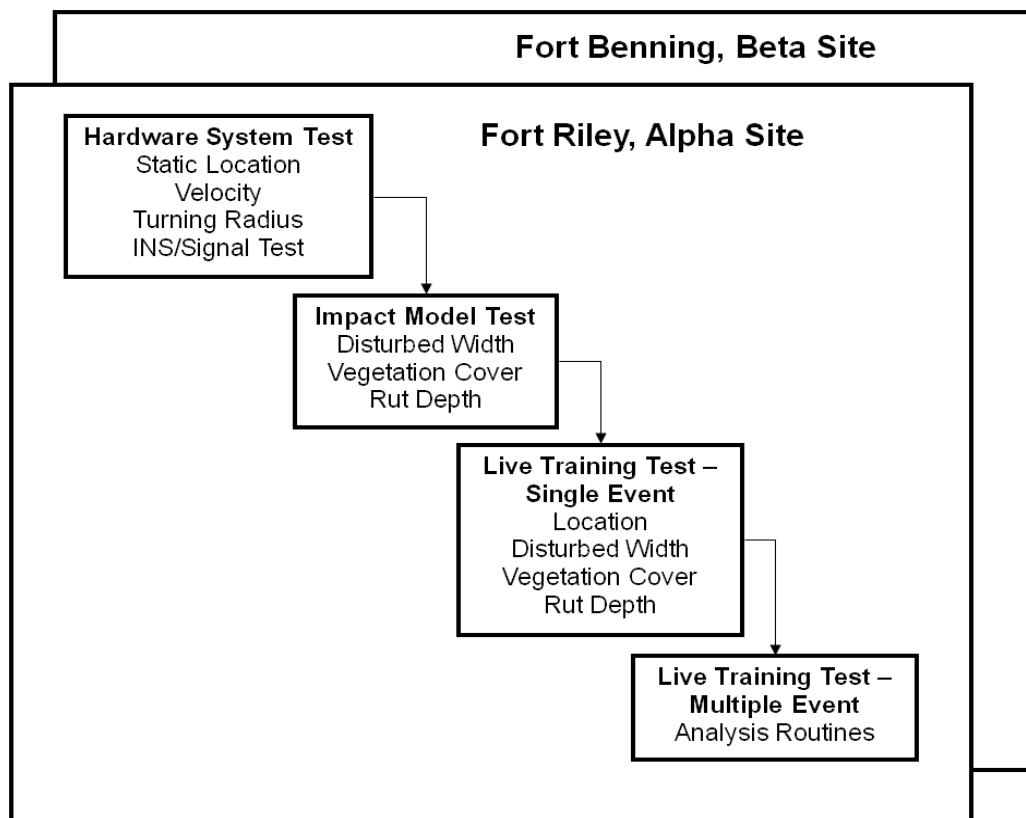 Fort Benning, Beta Site
Fort Riley, Alpha Site
Hardware System Test
Static Location
Velocity
Turning Radius
INS/Signal Test
Impact Model Test
Disturbed Width
Vegetation Cover
Rut Depth
Live Training Test –
Single Event
Location
Disturbed Width
Vegetation Cover
Rut Depth
Live Training Test –
Multiple Event
Analysis Routines